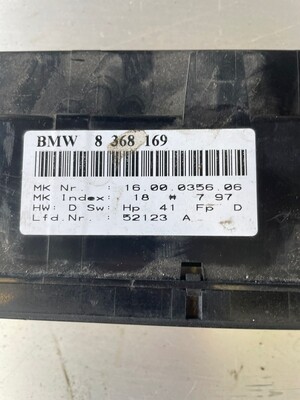 BMW 8 368 169
MK Nr. : 16.00.0356.06
MK Index: 18 # 7 97
HW: D Sw: Hp 41 Fp D
Lfd.Nr. : 52123 A